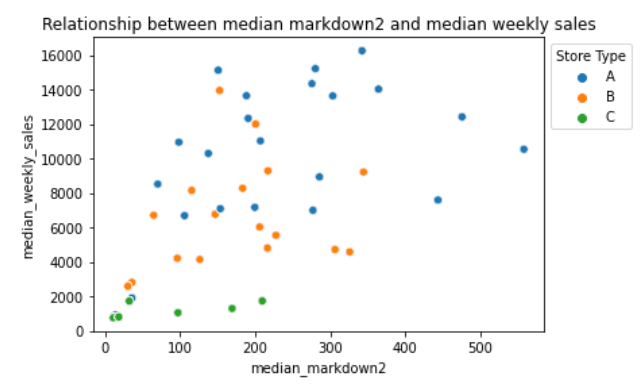 Relationship between median markdown2 and median weekly sales
Store Type
A
B
C
median_weekly_sales
16000
14000
12000
10000
8000
6000
4000
2000
0
0 100 200 300 400 500
median_markdown2